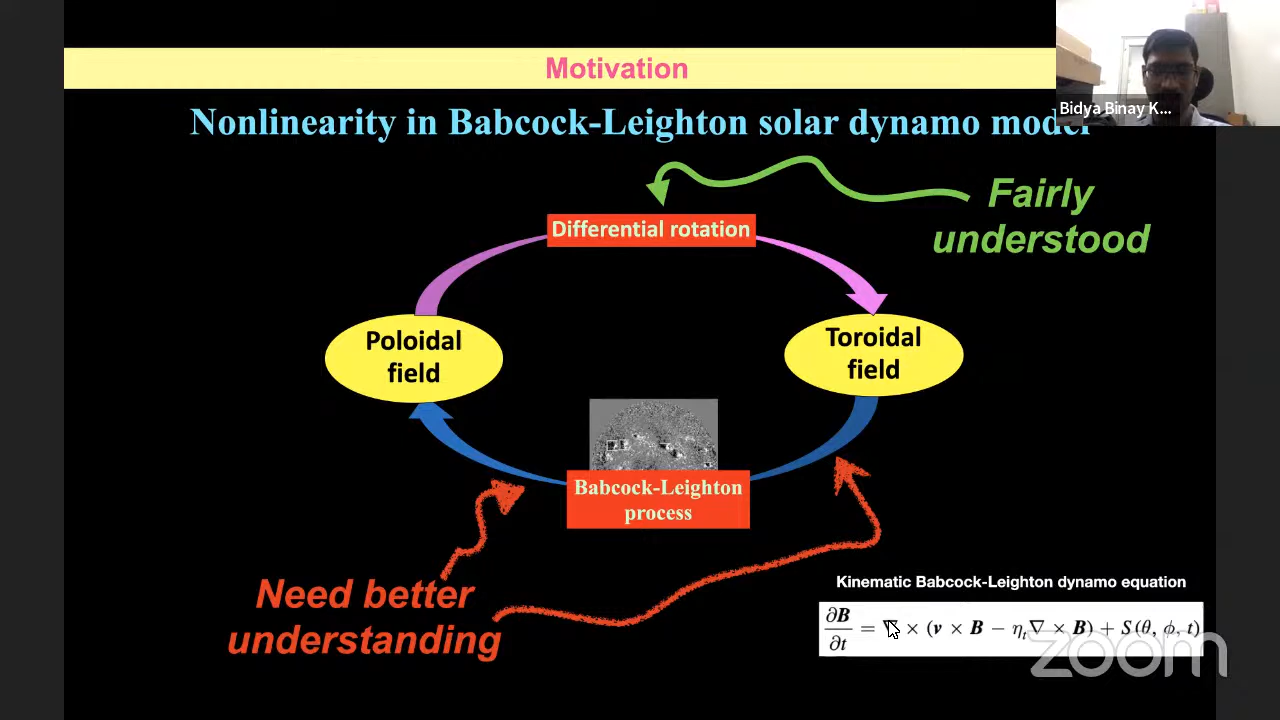 Motivation
Bidya Binay K...
Nonlinearity in Babcock-Leighton solar dynamo model
Fairly
understood
Differential rotation
Poloidal
field
Toroidal
field
Babcock-Leighton
process
Need better
understanding
Kinematic Babcock-Leighton dynamo equation
∂B/∂t = ∇ × (v × B − ηₜ∇ × B) + S(θ, ϕ, t)
zoom